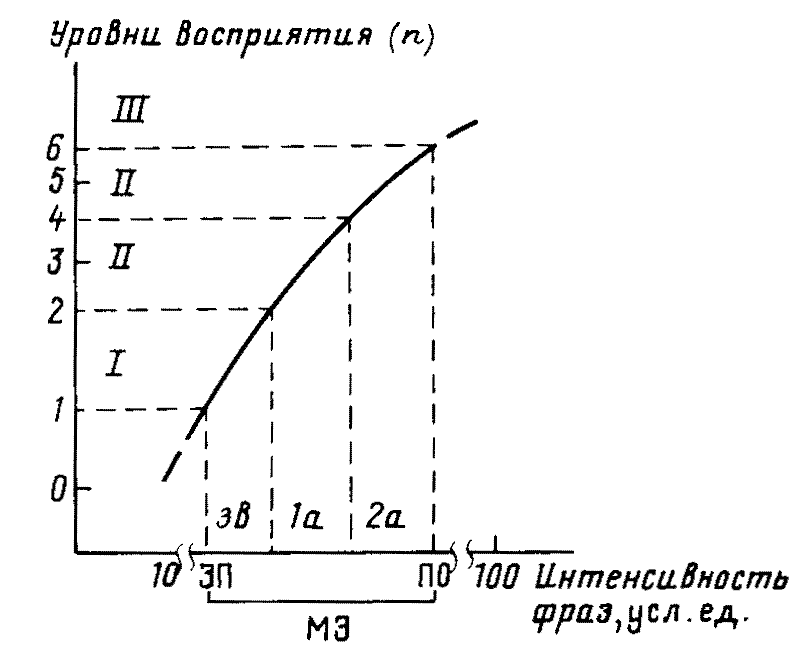 Уровни восприятия (n)
III
6
5 II
4
3 II
2
I
1
0
зв 1а 2а
10 ЗП ПО 100 Интенсивность
фраз, усл. ед.
МЭ